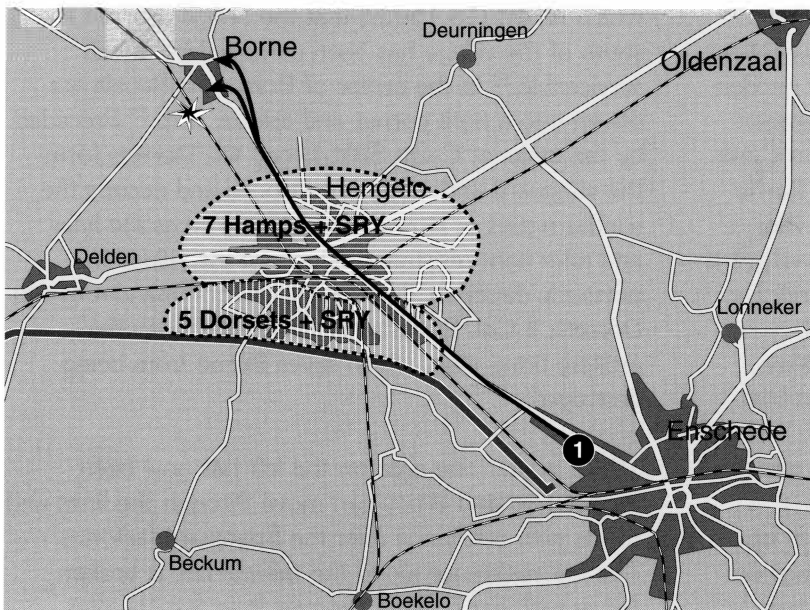 Borne
Deurningen
Oldenzaal
Hengelo
7 Hamps + SRY
Delden
5 Dorsets + SRY
Lonneker
Enschede
1
Beckum
Boekelo